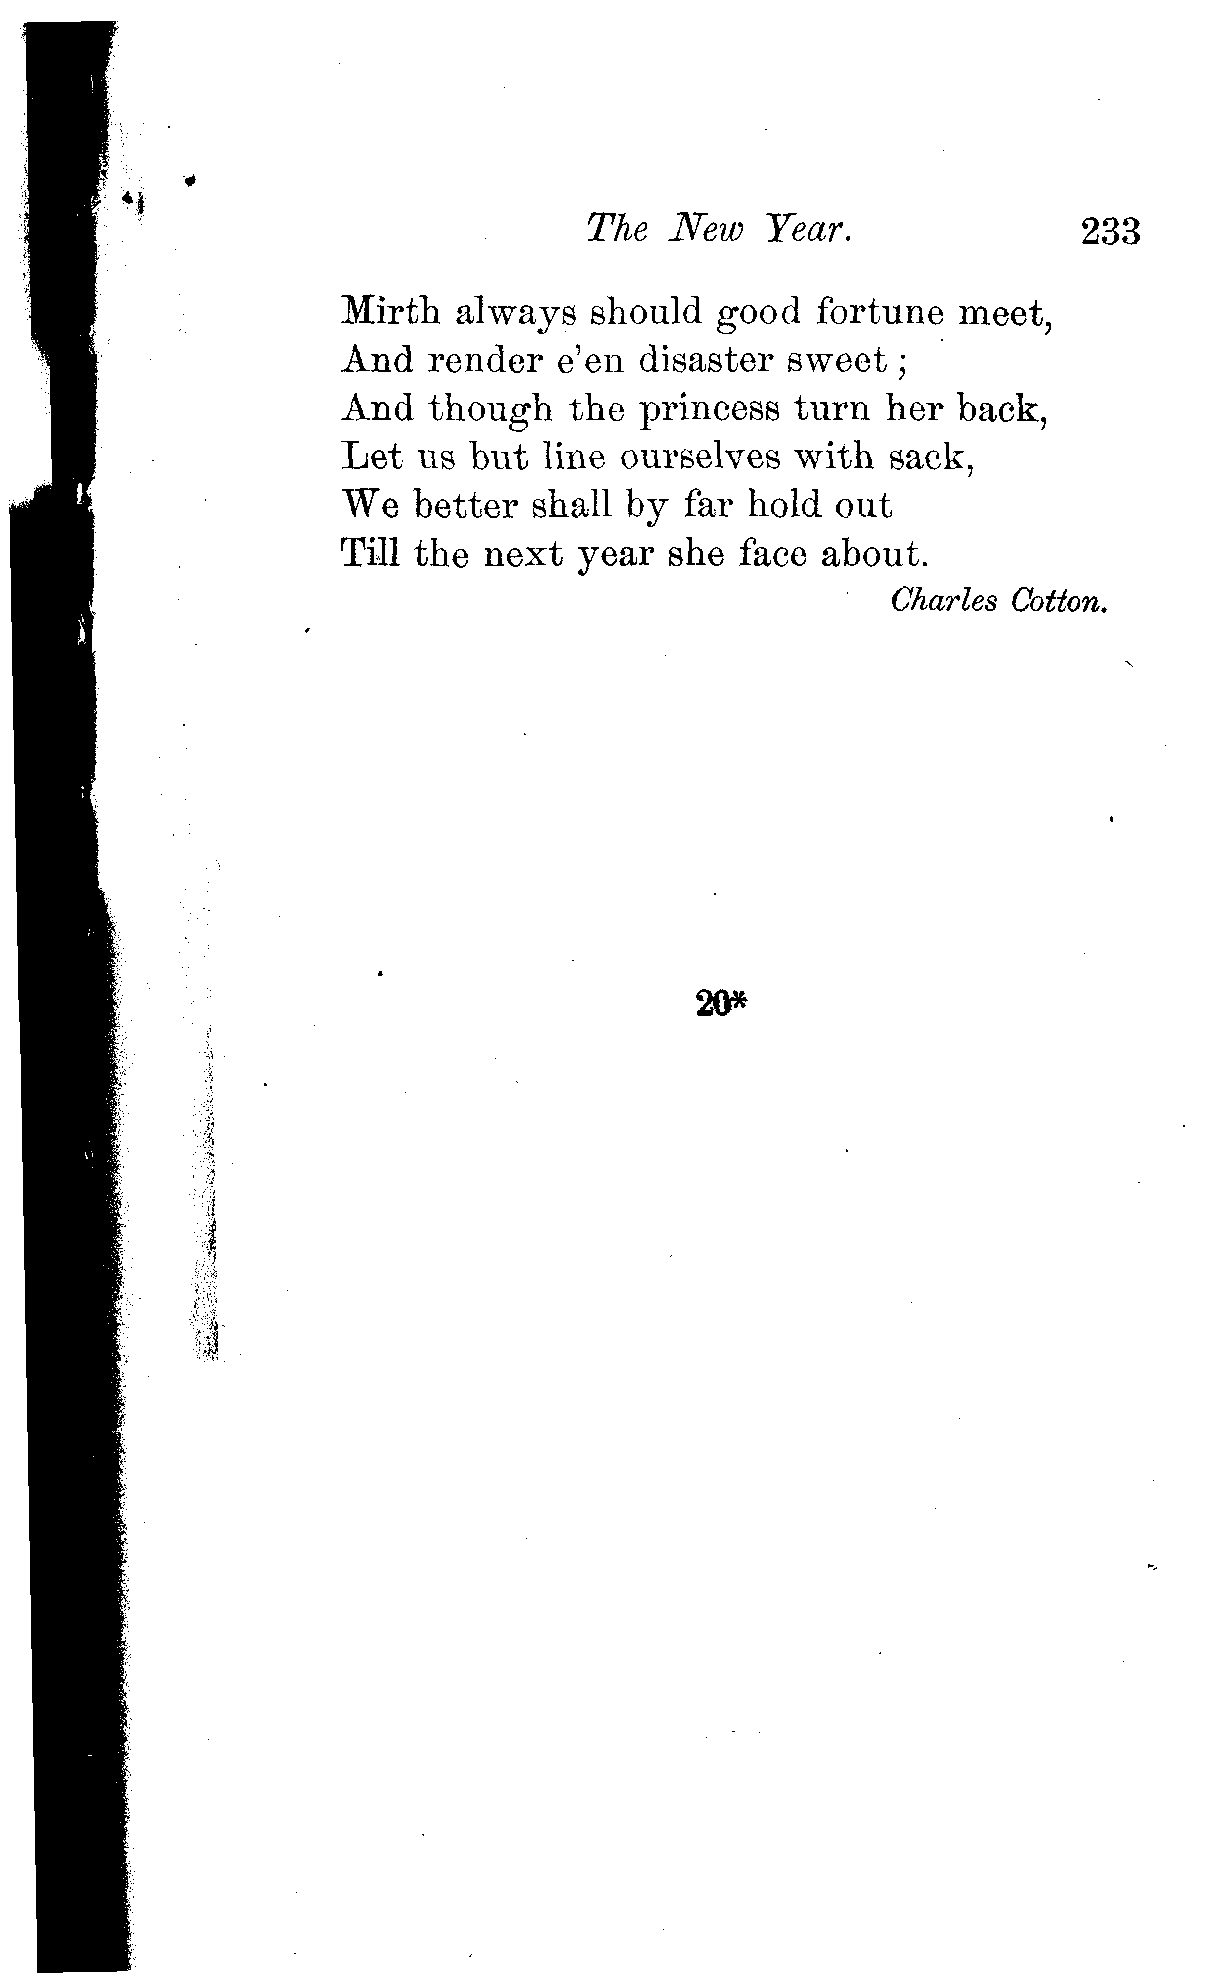 The New Year. 233
Mirth always should good fortune meet,
And render e'en disaster sweet ;
And though the princess turn her back,
Let us but line ourselves with sack,
We better shall by far hold out
Till the next year she face about.
Charles Cotton.
20*